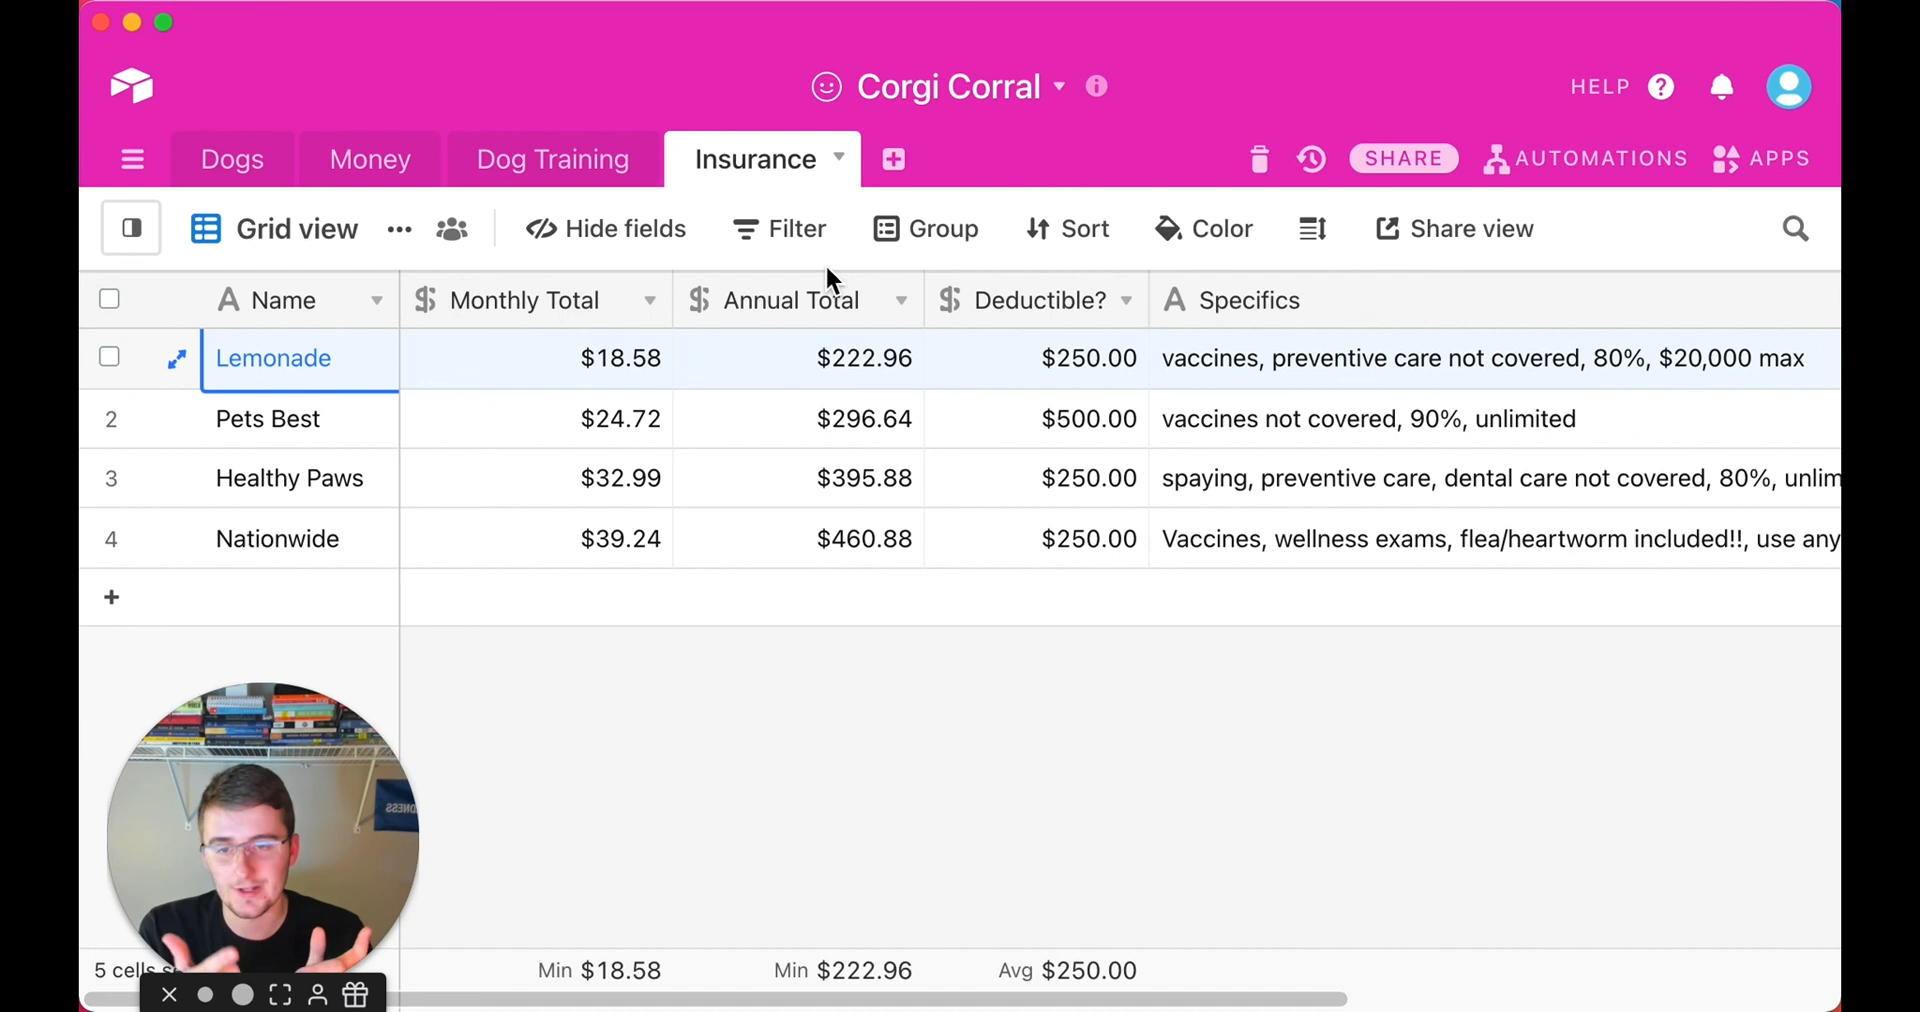 Corgi Corral
HELP
Dogs
Money
Dog Training
Insurance
SHARE
AUTOMATIONS
APPS
Grid view
Hide fields
Filter
Group
Sort
Color
Share view
Name
Monthly Total
Annual Total
Deductible?
Specifics
Lemonade $18.58 $222.96 $250.00 vaccines, preventive care not covered, 80%, $20,000 max
2 Pets Best $24.72 $296.64 $500.00 vaccines not covered, 90%, unlimited
3 Healthy Paws $32.99 $395.88 $250.00 spaying, preventive care, dental care not covered, 80%, unlim
4 Nationwide $39.24 $460.88 $250.00 Vaccines, wellness exams, flea/heartworm included!!, use any
5 cells
Min $18.58
Min $222.96
Avg $250.00